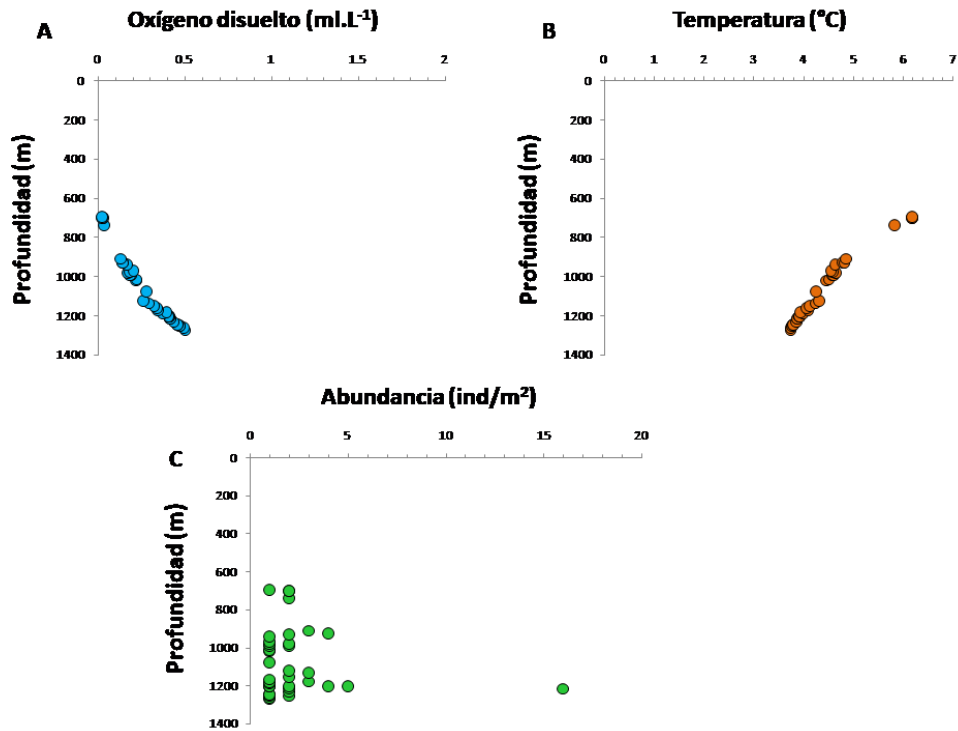 A
Oxígeno disuelto (ml.L⁻¹)
0 0.5 1 1.5 2
Profundidad (m)
0
200
400
600
800
1000
1200
1400
B
Temperatura (°C)
0 1 2 3 4 5 6 7
Profundidad (m)
0
200
400
600
800
1000
1200
1400
Abundancia (ind/m²)
0 5 10 15 20
C
Profundidad (m)
0
200
400
600
800
1000
1200
1400